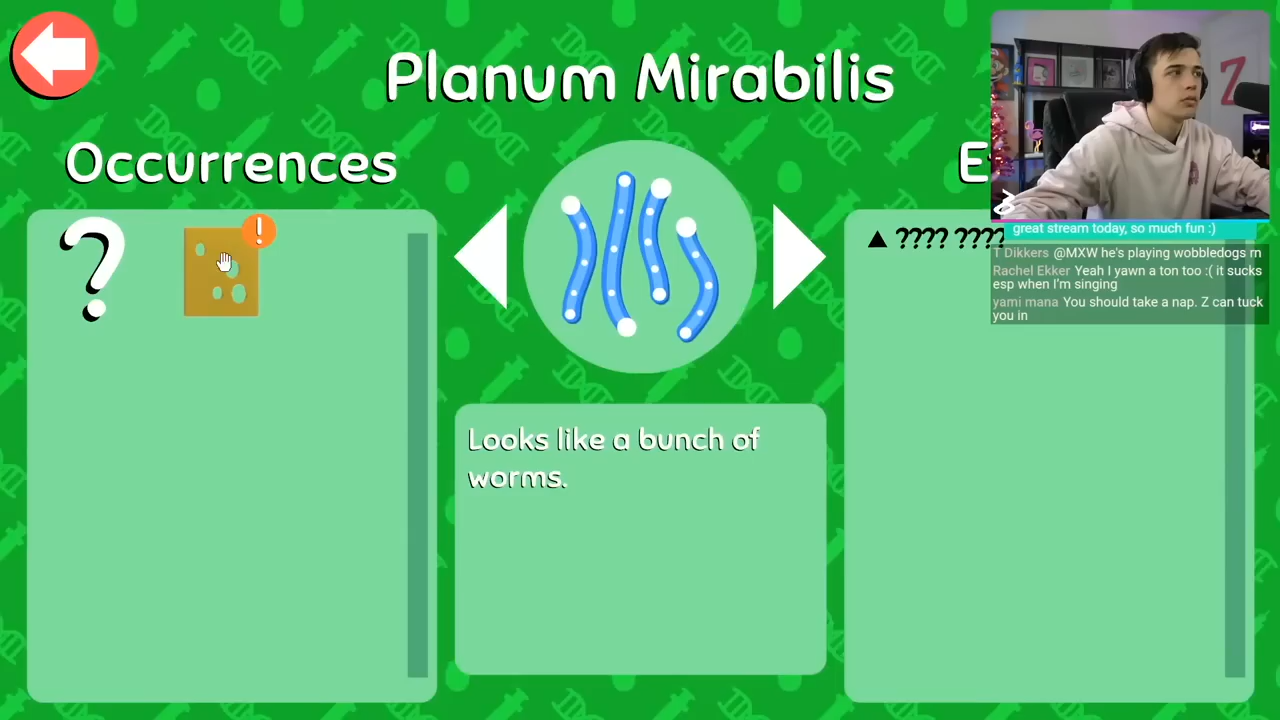 Planum Mirabilis
Occurrences
?
!
▲ ???? ????
Looks like a bunch of
worms.
Z
great stream today, so much fun :)
T Dikkers @MXW he's playing wobbledogs rn
Rachel Ekker Yeah I yawn a ton too :( it sucks
esp when I'm singing
yami mana You should take a nap. Z can tuck
you in